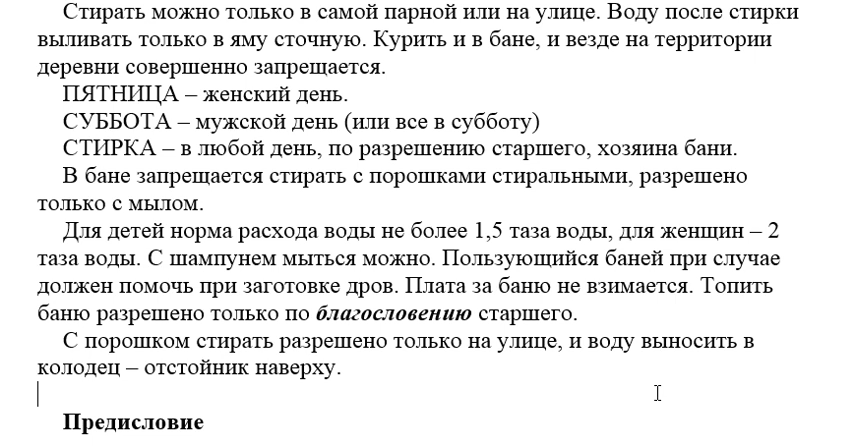 Стирать можно только в самой парной или на улице. Воду после стирки
выливать только в яму сточную. Курить и в бане, и везде на территории
деревни совершенно запрещается.
ПЯТНИЦА – женский день.
СУББОТА – мужской день (или все в субботу)
СТИРКА – в любой день, по разрешению старшего, хозяина бани.
В бане запрещается стирать с порошками стиральными, разрешено
только с мылом.
Для детей норма расхода воды не более 1,5 таза воды, для женщин – 2
таза воды. С шампунем мыться можно. Пользующийся баней при случае
должен помочь при заготовке дров. Плата за баню не взимается. Топить
баню разрешено только по благословению старшего.
С порошком стирать разрешено только на улице, и воду выносить в
колодец – отстойник наверху.
Предисловие